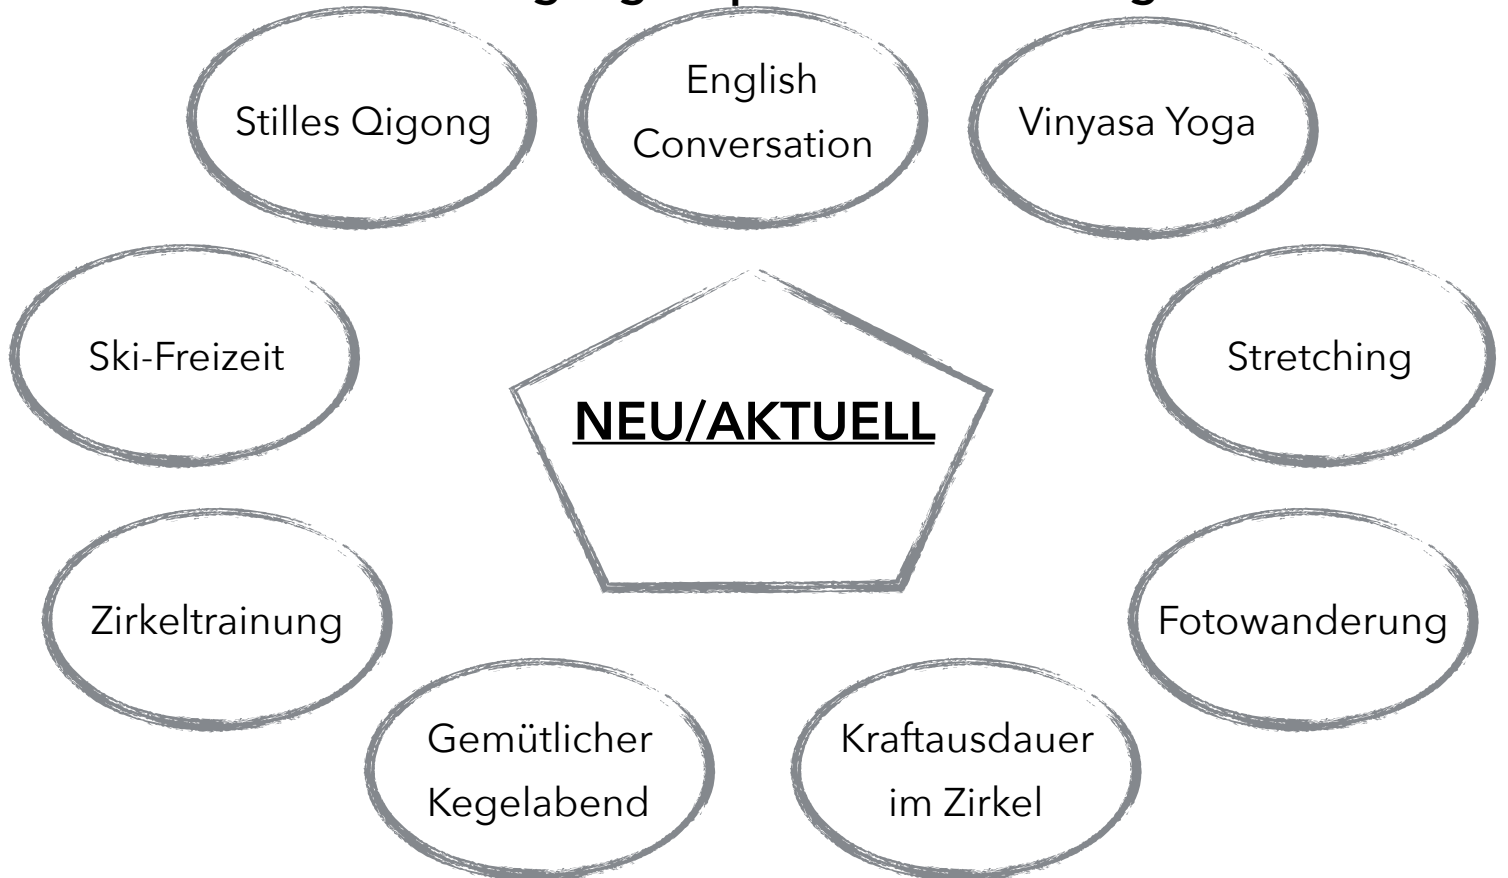 Stilles Qigong
English
Conversation
Vinyasa Yoga
Ski-Freizeit
Stretching
NEU/AKTUELL
Zirkeltrainung
Fotowanderung
Gemütlicher
Kegelabend
Kraftausdauer
im Zirkel